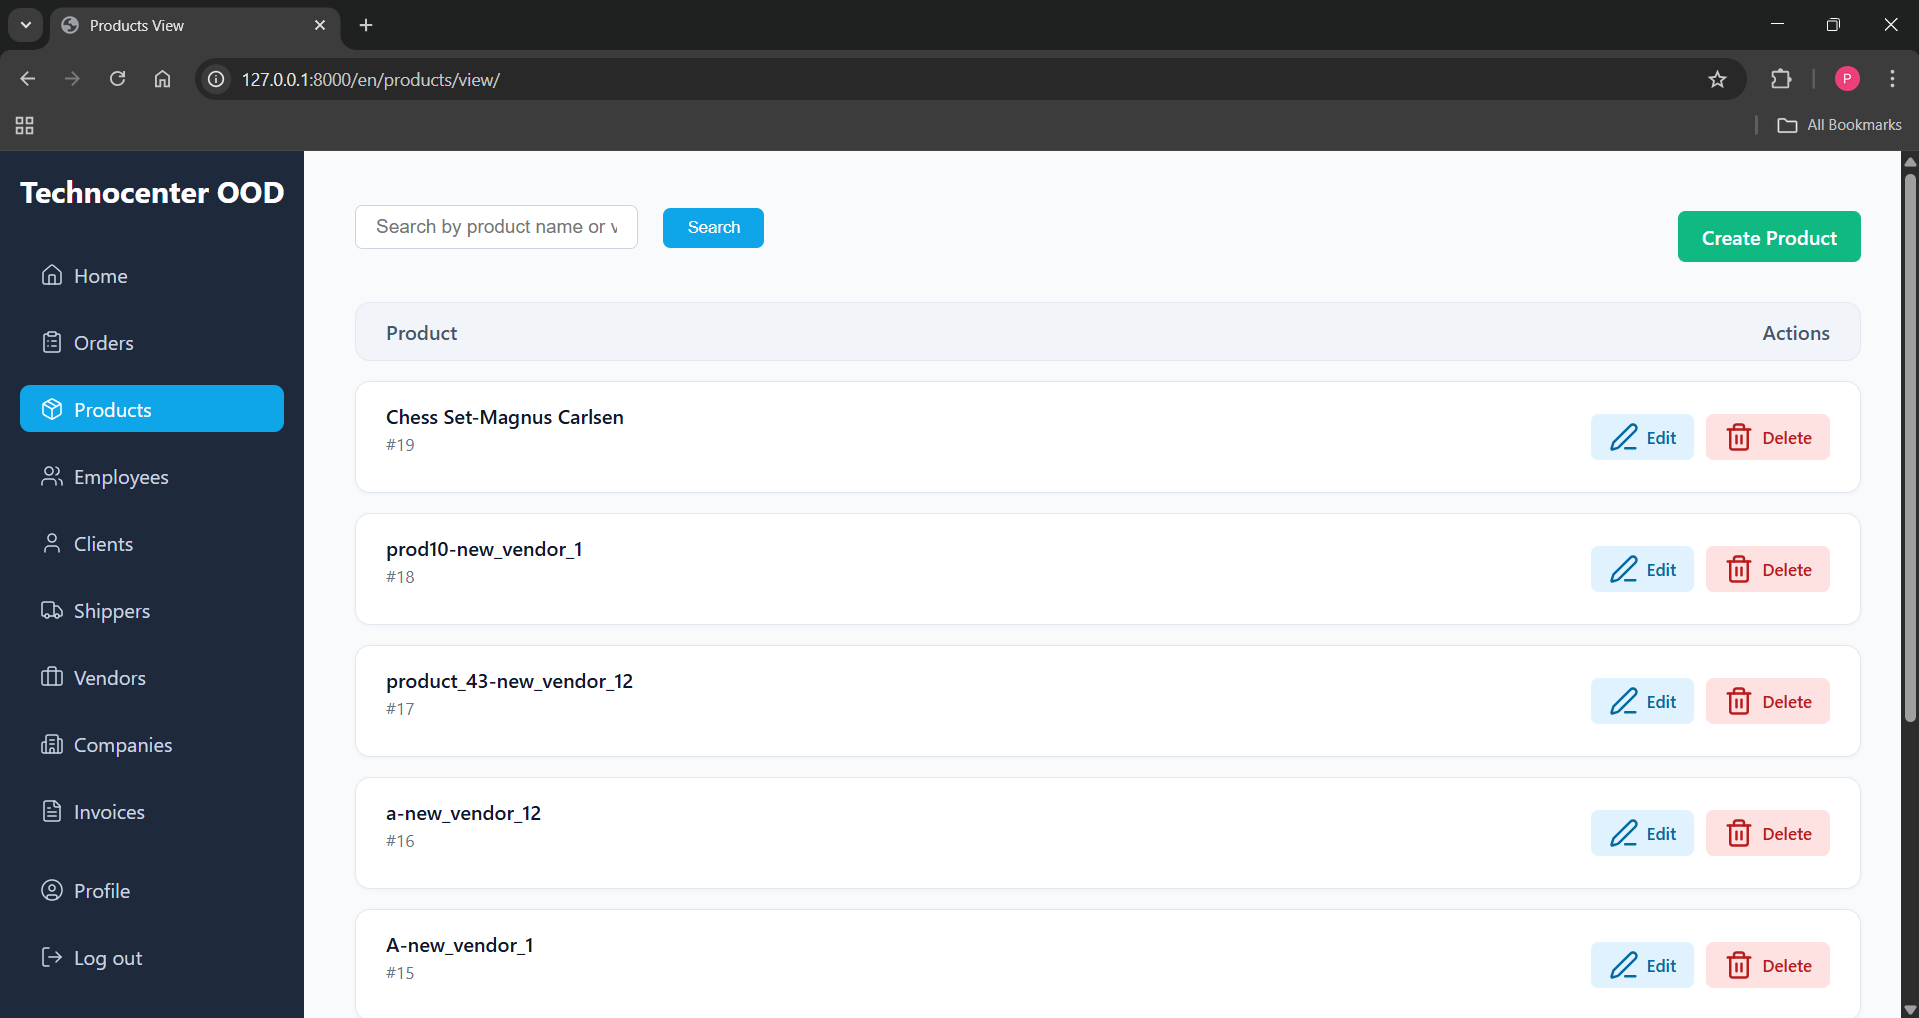 Products View
127.0.0.1:8000/en/products/view/
P
All Bookmarks
Technocenter OOD
Home
Orders
Products
Employees
Clients
Shippers
Vendors
Companies
Invoices
Profile
Log out
Search by product name or v
Search
Create Product
Product
Actions
Chess Set-Magnus Carlsen
#19
Edit
Delete
prod10-new_vendor_1
#18
Edit
Delete
product_43-new_vendor_12
#17
Edit
Delete
a-new_vendor_12
#16
Edit
Delete
A-new_vendor_1
#15
Edit
Delete